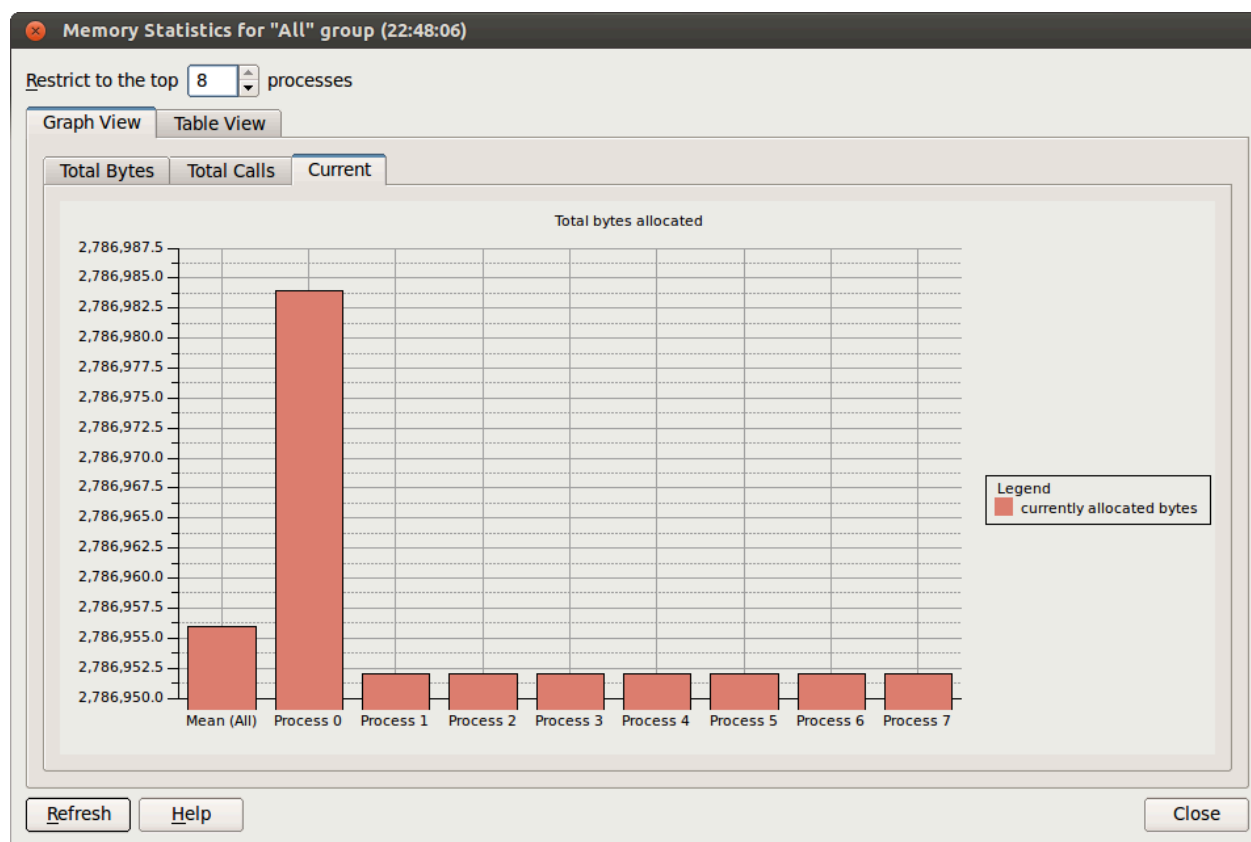 Memory Statistics for "All" group (22:48:06)
Restrict to the top 8 processes
Graph View Table View
Total Bytes Total Calls Current
Total bytes allocated
2,786,987.5
2,786,985.0
2,786,982.5
2,786,980.0
2,786,977.5
2,786,975.0
2,786,972.5
2,786,970.0
2,786,967.5
2,786,965.0
2,786,962.5
2,786,960.0
2,786,957.5
2,786,955.0
2,786,952.5
2,786,950.0
Mean (All) Process 0 Process 1 Process 2 Process 3 Process 4 Process 5 Process 6 Process 7
Legend
currently allocated bytes
Refresh Help Close